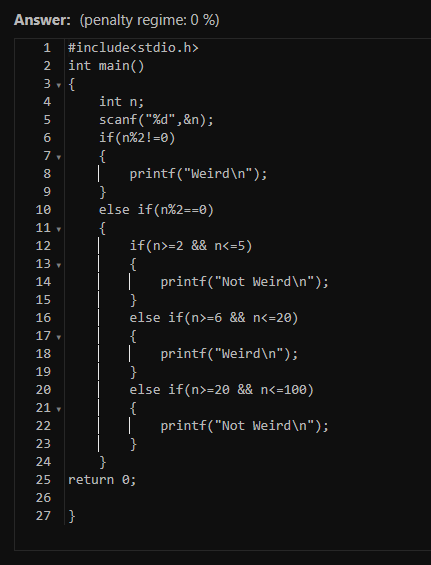 Answer: (penalty regime: 0 %)
1 #include<stdio.h>
2 int main()
3 {
4     int n;
5     scanf("%d",&n);
6     if(n%2!=0)
7     {
8         printf("Weird\n");
9     }
10     else if(n%2==0)
11     {
12         if(n>=2 && n<=5)
13         {
14             printf("Not Weird\n");
15         }
16         else if(n>=6 && n<=20)
17         {
18             printf("Weird\n");
19         }
20         else if(n>=20 && n<=100)
21         {
22             printf("Not Weird\n");
23         }
24     }
25 return 0;
26
27 }